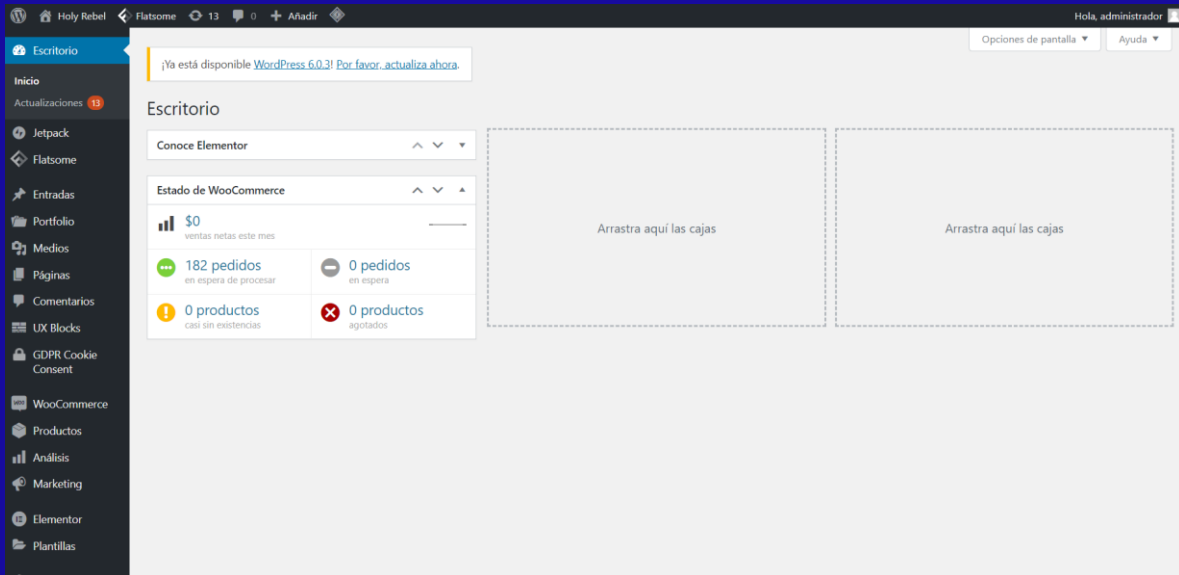 Holy Rebel Flatsome 13 0 + Añadir Hola, administrador
Opciones de pantalla ▼ Ayuda ▼
Escritorio
Inicio
Actualizaciones 13
Jetpack
Flatsome
Entradas
Portfolio
Medios
Páginas
Comentarios
UX Blocks
GDPR Cookie
Consent
WooCommerce
Productos
Análisis
Marketing
Elementor
Plantillas
¡Ya está disponible WordPress 6.0.3! Por favor, actualiza ahora.
Escritorio
Conoce Elementor
Estado de WooCommerce
$0
ventas netas este mes
182 pedidos
en espera de procesar
0 pedidos
en espera
0 productos
casi sin existencias
0 productos
agotados
Arrastra aquí las cajas
Arrastra aquí las cajas